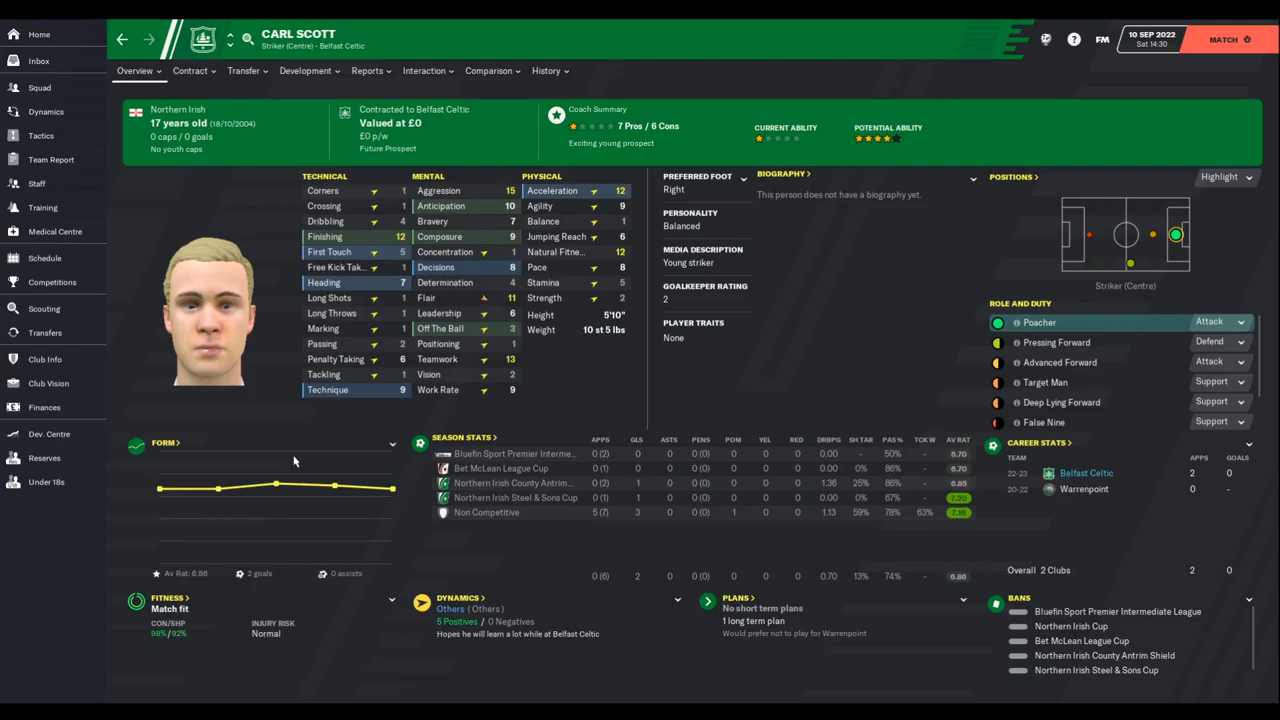 Home
Inbox
Squad
Dynamics
Tactics
Team Report
Staff
Training
Medical Centre
Schedule
Competitions
Scouting
Transfers
Club Info
Club Vision
Finances
Dev. Centre
Reserves
Under 18s
CARL SCOTT
Striker (Centre) - Belfast Celtic
10 SEP 2022
Sat 14:30
FM
MATCH
Overview Contract Transfer Development Reports Interaction Comparison History
Northern Irish
17 years old (18/10/2004)
0 caps / 0 goals
No youth caps
Contracted to Belfast Celtic
Valued at £0
£0 p/w
Future Prospect
Coach Summary
7 Pros / 6 Cons
Exciting young prospect
CURRENT ABILITY
POTENTIAL ABILITY
TECHNICAL
Corners 1
Crossing 1
Dribbling 4
Finishing 12
First Touch 5
Free Kick Tak... 1
Heading 7
Long Shots 1
Long Throws 1
Marking 1
Passing 2
Penalty Taking 6
Tackling 1
Technique 9
MENTAL
Aggression 15
Anticipation 10
Bravery 7
Composure 9
Concentration 1
Decisions 8
Determination 4
Flair 11
Leadership 6
Off The Ball 3
Positioning 1
Teamwork 13
Vision 2
Work Rate 9
PHYSICAL
Acceleration 12
Agility 9
Balance 1
Jumping Reach 6
Natural Fitne... 12
Pace 8
Stamina 5
Strength 2
Height 5'10"
Weight 10 st 5 lbs
PREFERRED FOOT
Right
PERSONALITY
Balanced
MEDIA DESCRIPTION
Young striker
GOALKEEPER RATING
2
PLAYER TRAITS
None
BIOGRAPHY >
This person does not have a biography yet.
POSITIONS >
Highlight
Striker (Centre)
ROLE AND DUTY
Poacher Attack
Pressing Forward Defend
Advanced Forward Attack
Target Man Support
Deep Lying Forward Support
False Nine Support
FORM >
Av Rat: 6.86 2 goals 0 assists
SEASON STATS > APPS GLS ASTS PENS POM YEL RED DRBPG SH TAR PAS % TCK W AV RAT
Bluefin Sport Premier Interme... 0 (2) 0 0 0 (0) 0 0 0 0.00 - 50% - 6.70
Bet McLean League Cup 0 (1) 0 0 0 (0) 0 0 0 0.00 0% 86% - 6.70
Northern Irish County Antrim... 0 (2) 1 0 0 (0) 0 0 0 1.36 25% 86% - 6.85
Northern Irish Steel & Sons Cup 0 (1) 1 0 0 (0) 0 0 0 0.00 0% 67% - 7.20
Non Competitive 5 (7) 3 0 0 (0) 1 0 0 1.13 59% 78% 63%
0 (6) 2 0 0 (0) 0 0 0 0.70 13% 74% - 6.86
CAREER STATS >
TEAM APPS GOALS
22-23 Belfast Celtic 2 0
20-22 Warrenpoint 0 -
Overall 2 Clubs 2 0
FITNESS >
Match fit
CON/SHP
98% / 92%
INJURY RISK
Normal
DYNAMICS >
Others ( Others )
5 Positives / 0 Negatives
Hopes he will learn a lot while at Belfast Celtic
PLANS >
No short term plans
1 long term plan
Would prefer not to play for Warrenpoint
BANS
Bluefin Sport Premier Intermediate League
Northern Irish Cup
Bet McLean League Cup
Northern Irish County Antrim Shield
Northern Irish Steel & Sons Cup